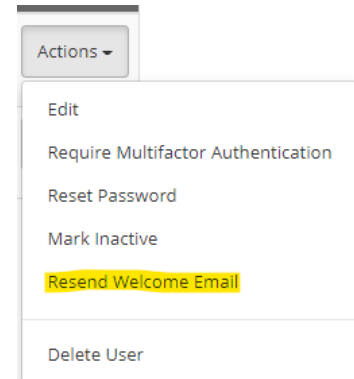 Actions
Edit
Require Multifactor Authentication
Reset Password
Mark Inactive
Resend Welcome Email
Delete User